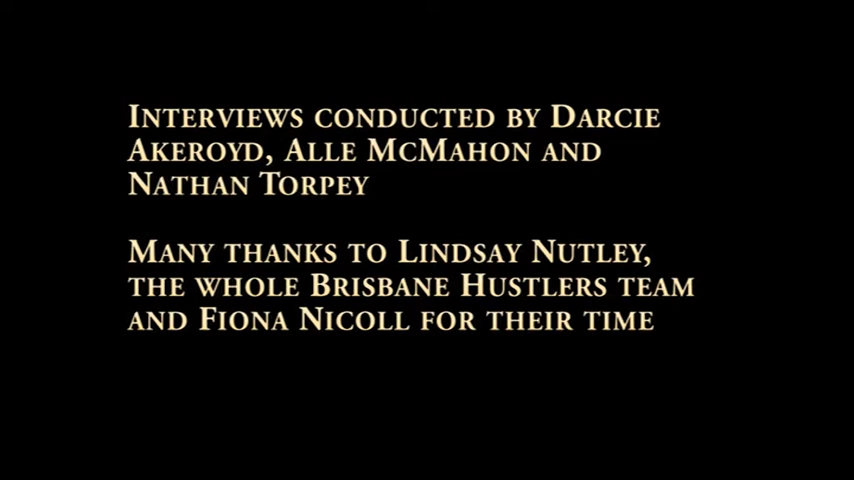 Interviews conducted by Darcie
Akeroyd, Alle McMahon and
Nathan Torpey
Many thanks to Lindsay Nutley,
the whole Brisbane Hustlers team
and Fiona Nicoll for their time